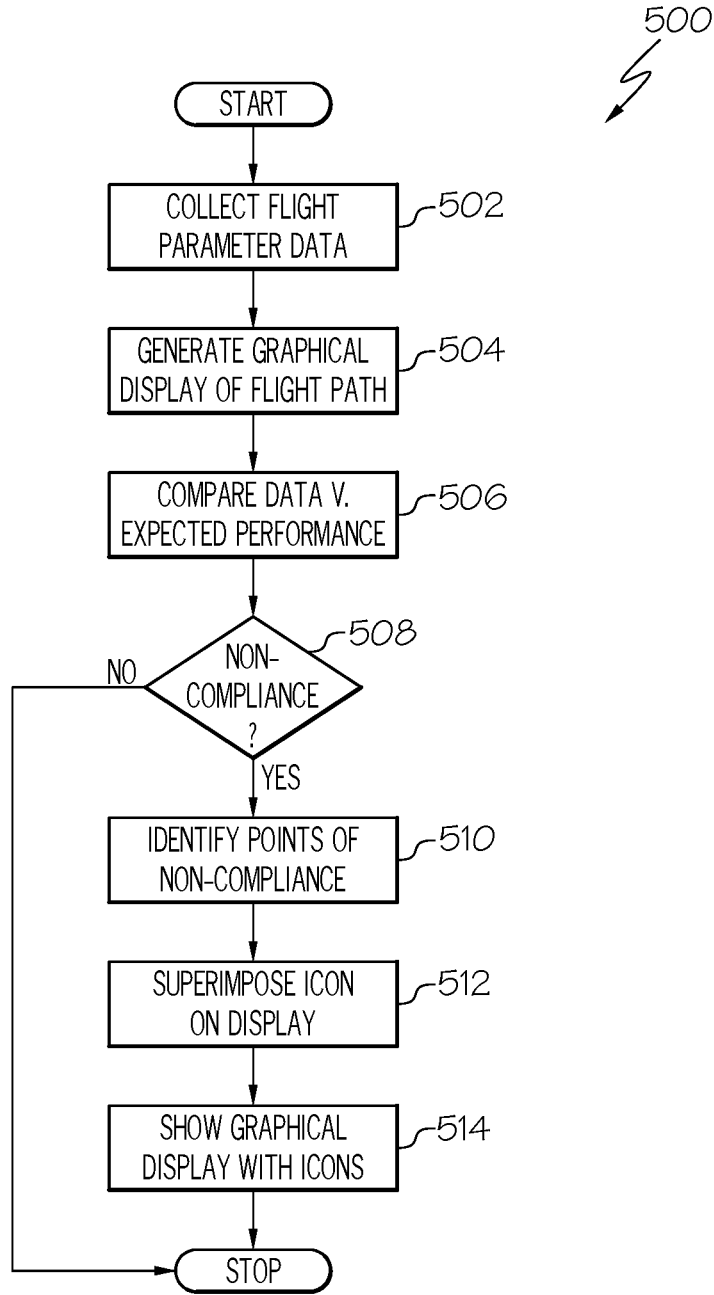 500
START
COLLECT FLIGHT
PARAMETER DATA
502
GENERATE GRAPHICAL
DISPLAY OF FLIGHT PATH
504
COMPARE DATA V.
EXPECTED PERFORMANCE
506
508
NON-
COMPLIANCE
?
NO
YES
IDENTIFY POINTS OF
NON-COMPLIANCE
510
SUPERIMPOSE ICON
ON DISPLAY
512
SHOW GRAPHICAL
DISPLAY WITH ICONS
514
STOP